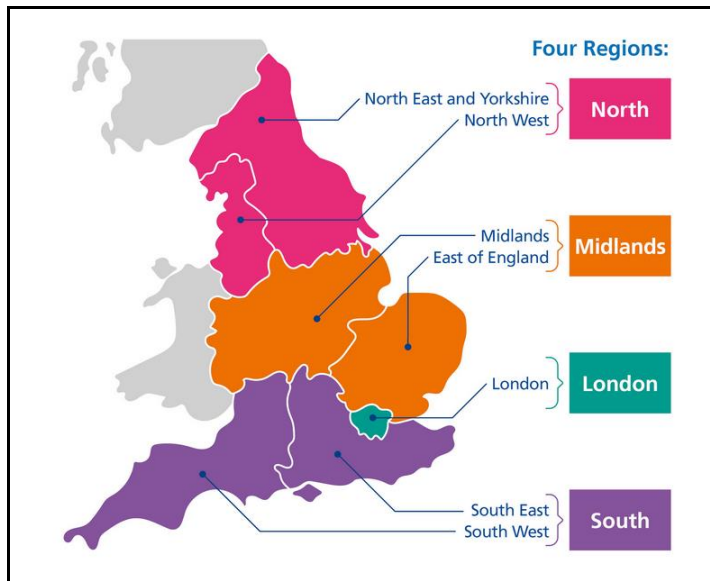 Four Regions:
North East and Yorkshire
North West
North
Midlands
East of England
Midlands
London
London
South East
South West
South